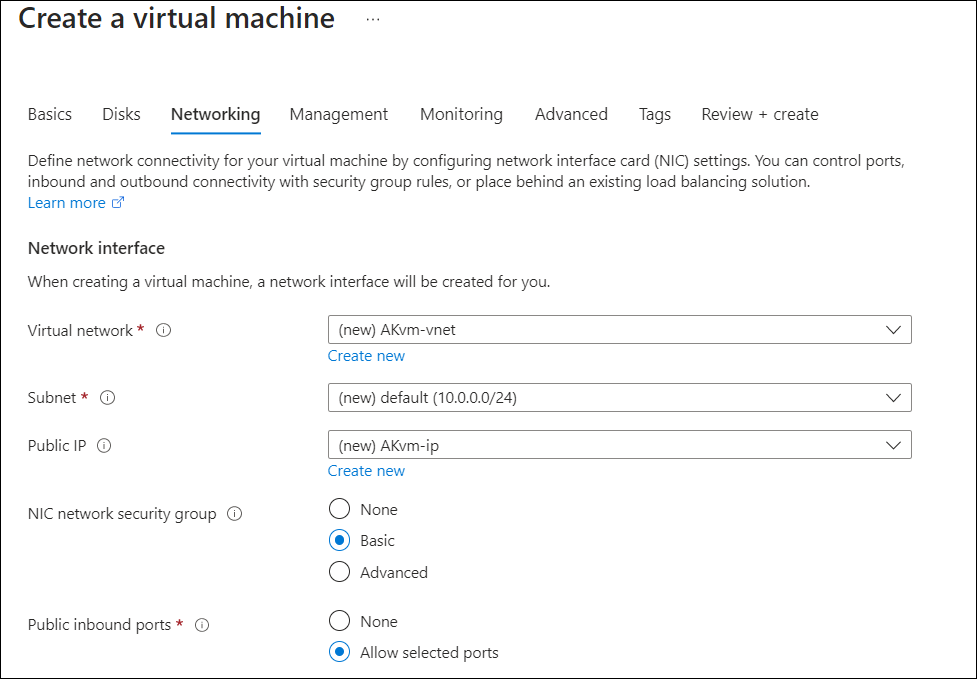 Create a virtual machine ...
Basics Disks Networking Management Monitoring Advanced Tags Review + create
Define network connectivity for your virtual machine by configuring network interface card (NIC) settings. You can control ports,
inbound and outbound connectivity with security group rules, or place behind an existing load balancing solution.
Learn more
Network interface
When creating a virtual machine, a network interface will be created for you.
Virtual network * (new) AKvm-vnet
Create new
Subnet * (new) default (10.0.0.0/24)
Public IP (new) AKvm-ip
Create new
NIC network security group None
Basic
Advanced
Public inbound ports * None
Allow selected ports